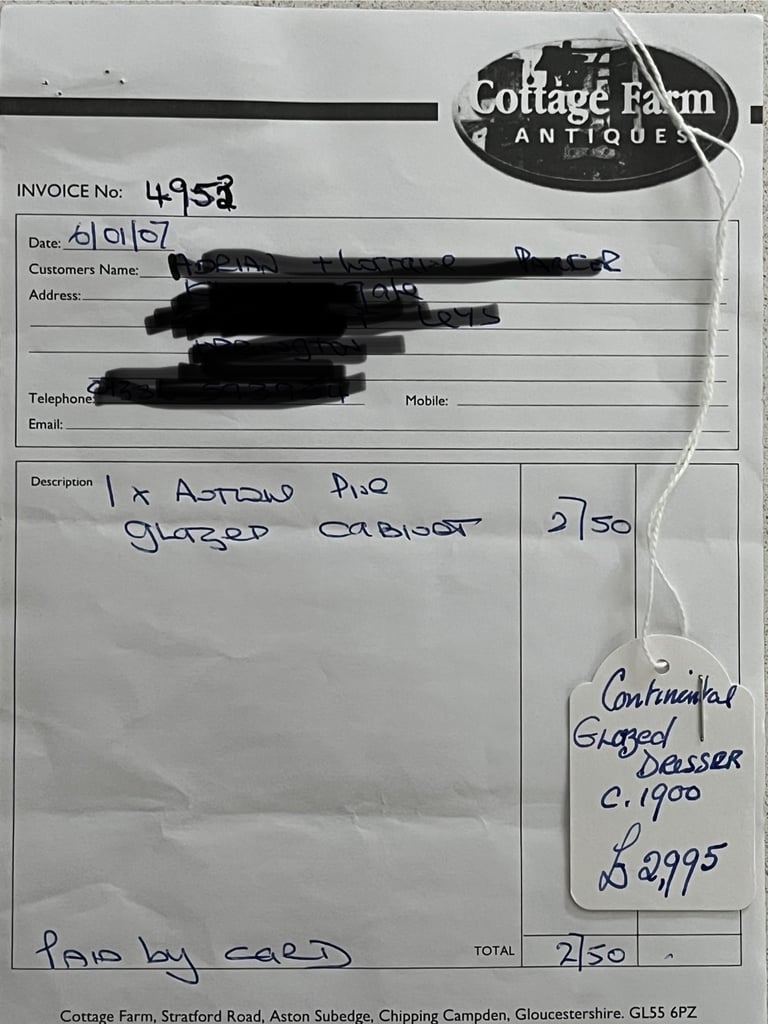 Cottage Farm
ANTIQUES
INVOICE No: 4953
Date: 6/01/07
Customers Name:
Address:
Telephone:
Mobile:
Email:
Description 1 x Antique Pine
Glazed Cabinet 2750
Continental
Glazed
Dresser
c.1900
£2,995
Paid by card
TOTAL 2750
Cottage Farm, Stratford Road, Aston Subedge, Chipping Campden, Gloucestershire. GL55 6PZ